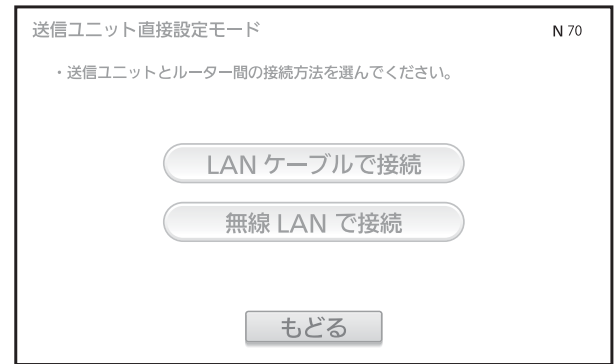 送信ユニット直接設定モード N 70
・送信ユニットとルーター間の接続方法を選んでください。
LAN ケーブルで接続
無線 LAN で接続
もどる